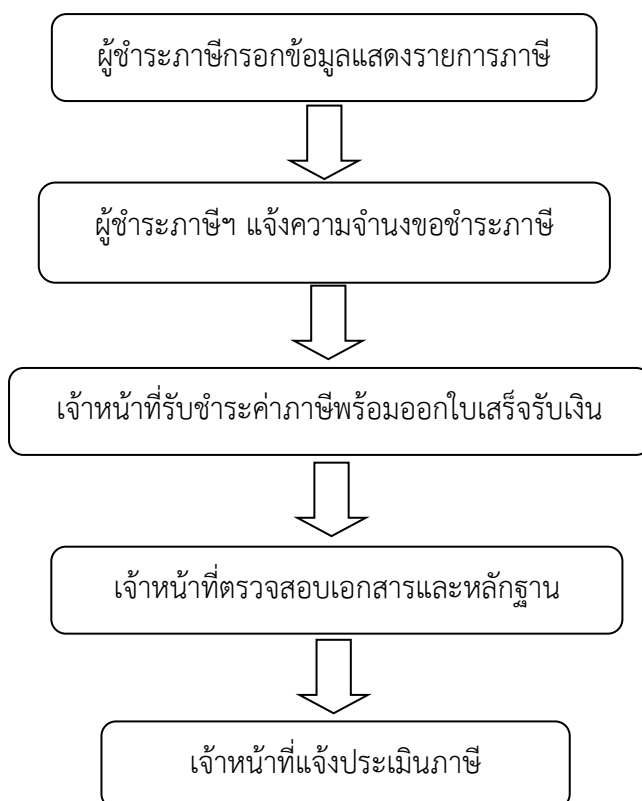 ผู้ชำระภาษีกรอกข้อมูลแสดงรายการภาษี
ผู้ชำระภาษีฯ แจ้งความจำนงขอชำระภาษี
เจ้าหน้าที่รับชำระค่าภาษีพร้อมออกใบเสร็จรับเงิน
เจ้าหน้าที่ตรวจสอบเอกสารและหลักฐาน
เจ้าหน้าที่แจ้งประเมินภาษี